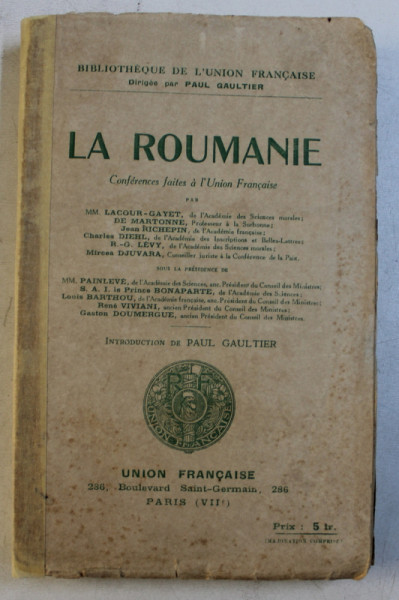 BIBLIOTHÈQUE DE L'UNION FRANÇAISE
Dirigée par PAUL GAULTIER
LA ROUMANIE
Conférences faites à l'Union Française
PAR
MM. LACOUR-GAYET, de l'Académie des Sciences morales;
DE MARTONNE, Professeur à la Sorbonne;
Jean RICHEPIN, de l'Académie française;
Charles DIEHL, de l'Académie des Inscriptions et Belles-Lettres;
R.-G. LÉVY, de l'Académie des Sciences morales;
Mircea DJUVARA, Conseiller juriste à la Conférence de la Paix.
SOUS LA PRÉSIDENCE DE
MM. PAINLEVÉ, de l'Académie des Sciences, anc. Président du Conseil des Ministres;
S. A. I. le Prince BONAPARTE, de l'Académie des Sciences;
Louis BARTHOU, de l'Académie française, anc. Président du Conseil des Ministres;
René VIVIANI, ancien Président du Conseil des Ministres;
Gaston DOUMERGUE, ancien Président du Conseil des Ministres.
INTRODUCTION DE PAUL GAULTIER
R F
UNION FRANÇAISE
UNION FRANÇAISE
286, Boulevard Saint-Germain, 286
PARIS (VIIe)
Prix : 5 fr.
(MAJORATION COMPRISE)